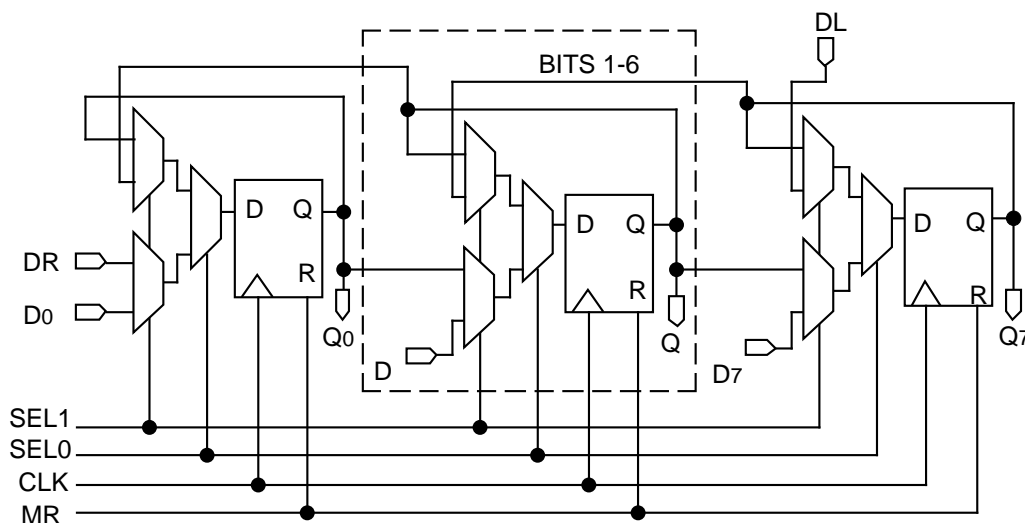 DL
BITS 1-6
D Q
R
D Q
R
D Q
R
DR
D0
Q0
D
Q
D7
Q7
SEL1
SEL0
CLK
MR